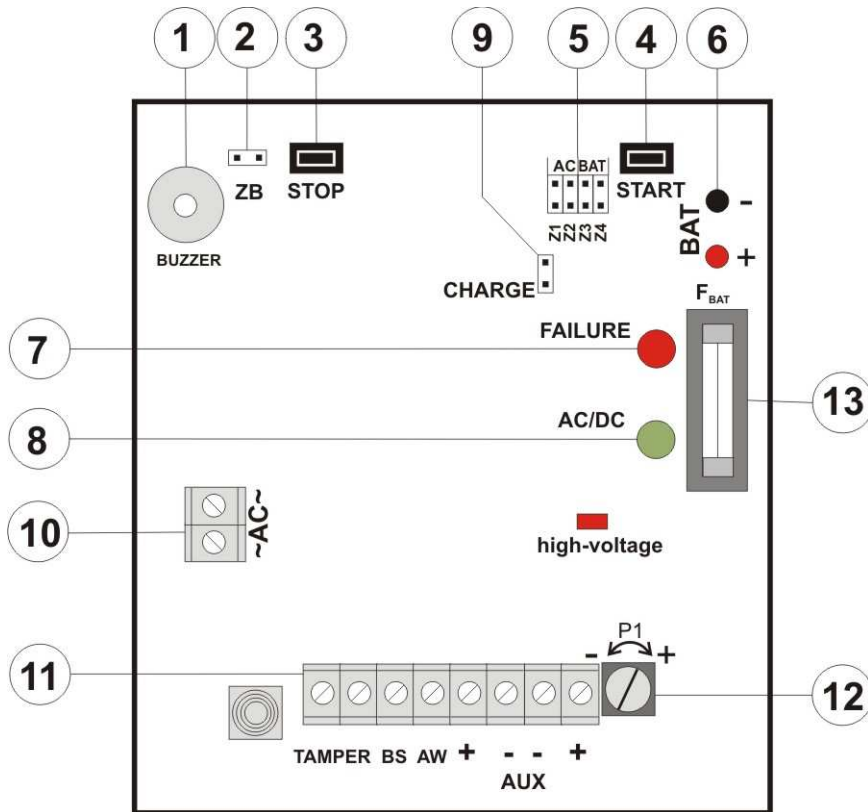 1 2 3 9 5 4 6
AC BAT
ZB STOP START
Z1 Z2 Z3 Z4
BAT
-
+
BUZZER
CHARGE
F BAT
FAILURE
7
13
AC/DC
8
~AC~
10
high-voltage
P1
- +
11
12
TAMPER BS AW + - - +
AUX